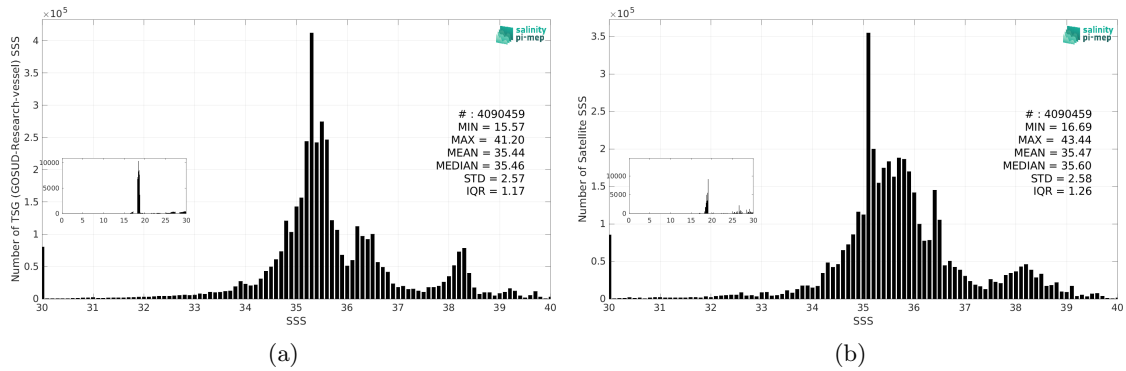 ×10⁵
4
3.5
3
2.5
2
1.5
1
0.5
0
30
31
32
33
34
35
36
37
38
39
40
SSS
Number of TSG (GOSUD-Research-vessel) SSS
salinity
pi-mep
# : 4090459
MIN = 15.57
MAX = 41.20
MEAN = 35.44
MEDIAN = 35.46
STD = 2.57
IQR = 1.17
10000
5000
0
0
5
10
15
20
25
30
(a)
×10⁵
3.5
3
2.5
2
1.5
1
0.5
0
30
31
32
33
34
35
36
37
38
39
40
SSS
Number of Satellite SSS
salinity
pi-mep
# : 4090459
MIN = 16.69
MAX = 43.44
MEAN = 35.47
MEDIAN = 35.60
STD = 2.58
IQR = 1.26
10000
5000
0
0
5
10
15
20
25
30
(b)